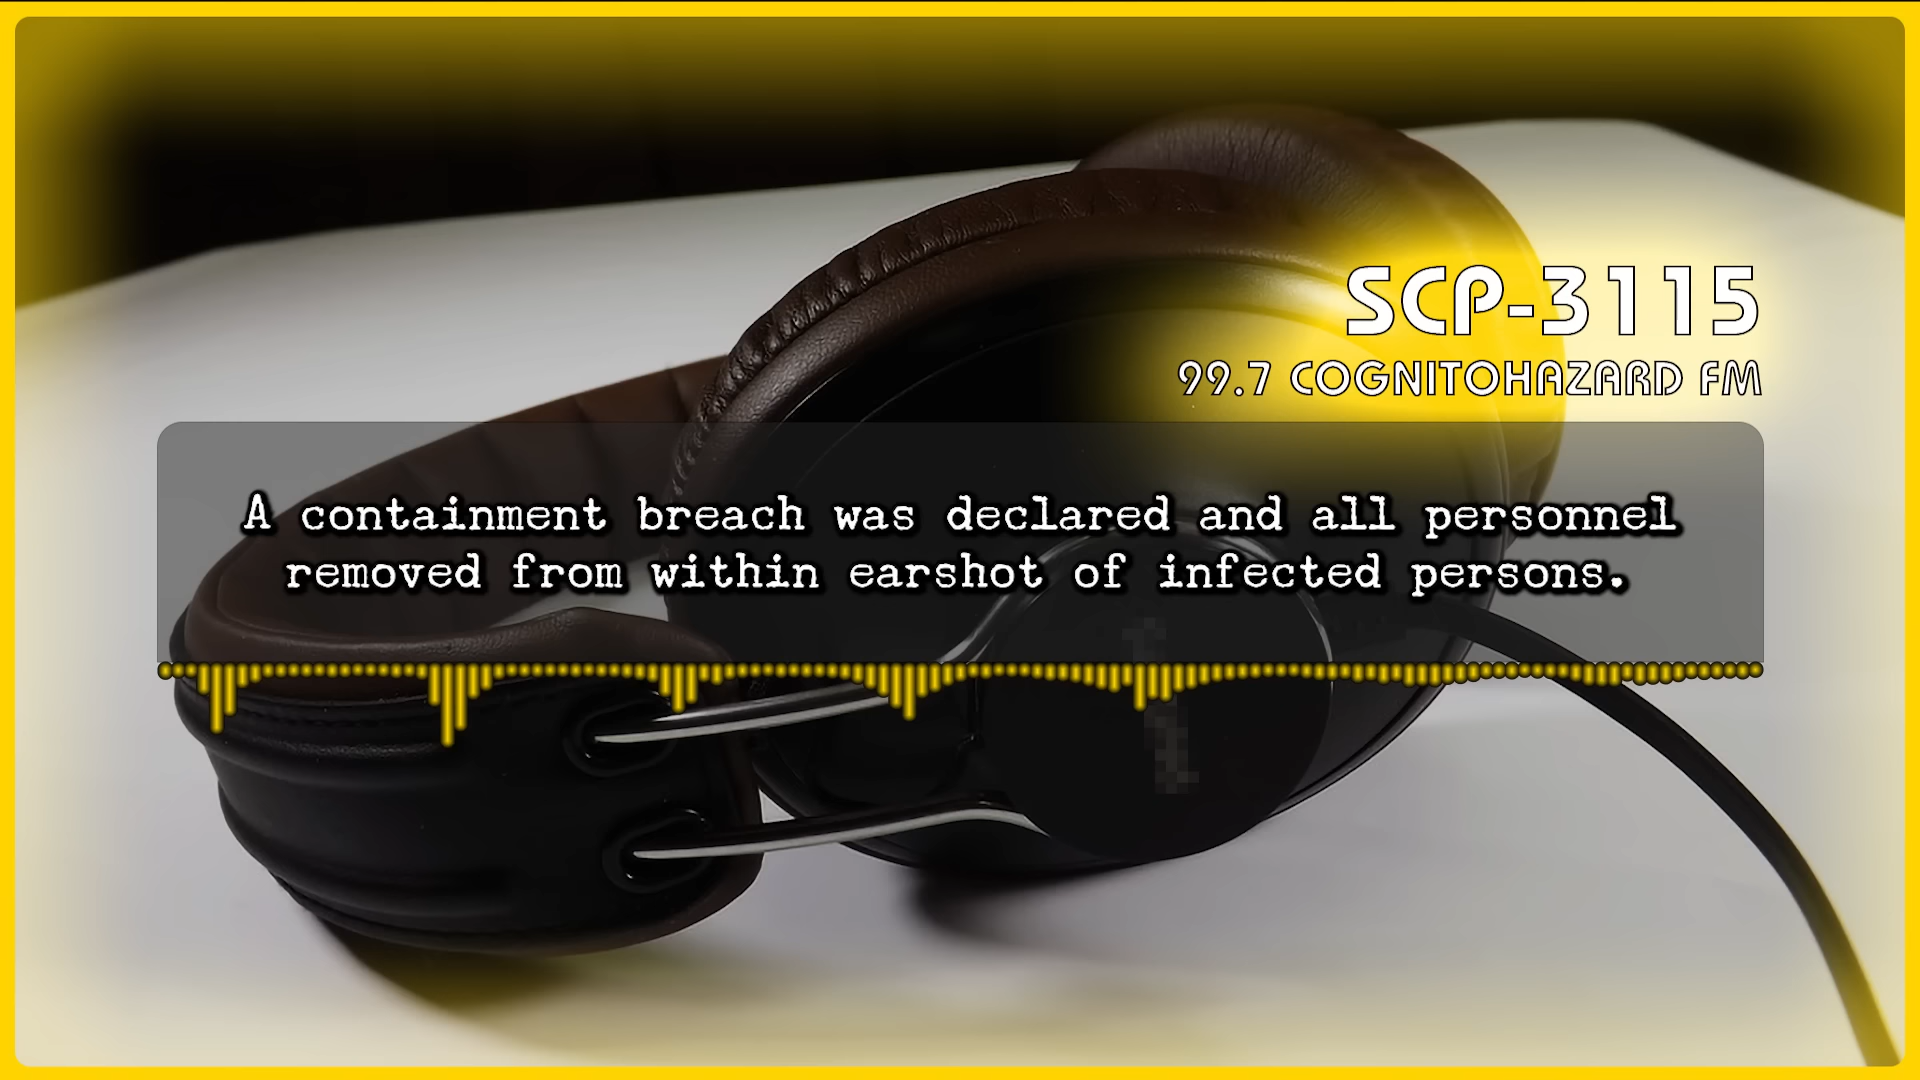 SCP-3115
99.7 COGNITOHAZARD FM
A containment breach was declared and all personnel
removed from within earshot of infected persons.